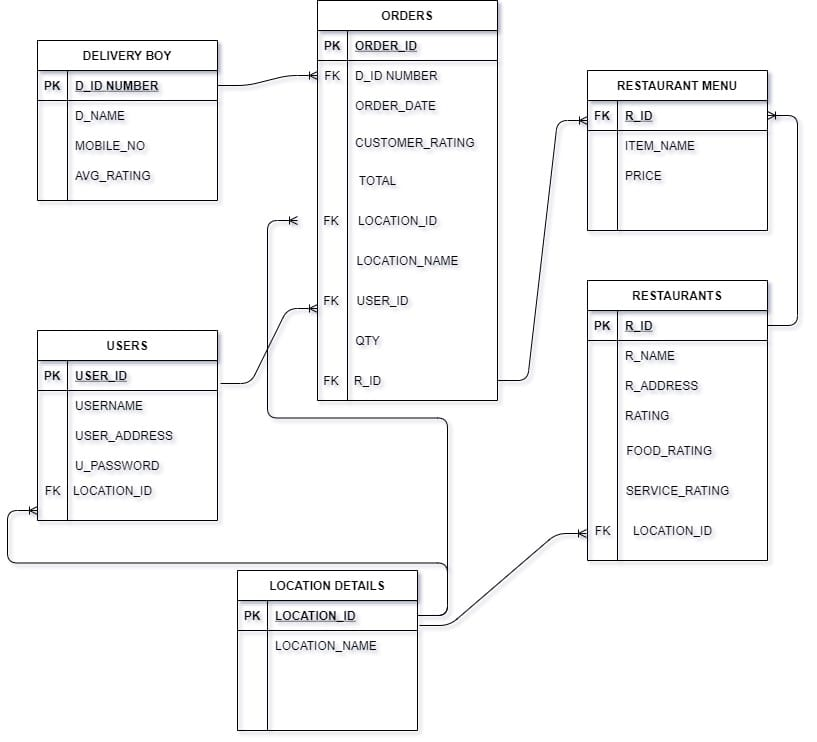 DELIVERY BOY
PK D_ID NUMBER
D_NAME
MOBILE_NO
AVG_RATING
ORDERS
PK ORDER_ID
FK D_ID NUMBER
ORDER_DATE
CUSTOMER_RATING
TOTAL
FK LOCATION_ID
LOCATION_NAME
FK USER_ID
QTY
FK R_ID
RESTAURANT MENU
FK R_ID
ITEM_NAME
PRICE
USERS
PK USER_ID
USERNAME
USER_ADDRESS
U_PASSWORD
FK LOCATION_ID
RESTAURANTS
PK R_ID
R_NAME
R_ADDRESS
RATING
FOOD_RATING
SERVICE_RATING
FK LOCATION_ID
LOCATION DETAILS
PK LOCATION_ID
LOCATION_NAME